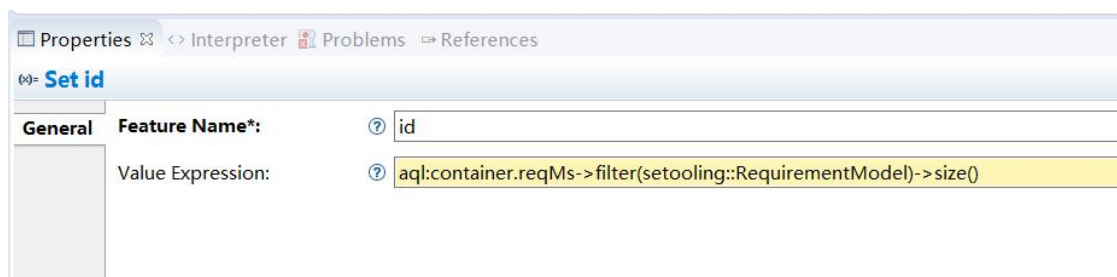 Properties Interpreter Problems References
(x)= Set id
General Feature Name*: id
Value Expression: aql:container.reqMs->filter(setooling::RequirementModel)->size()